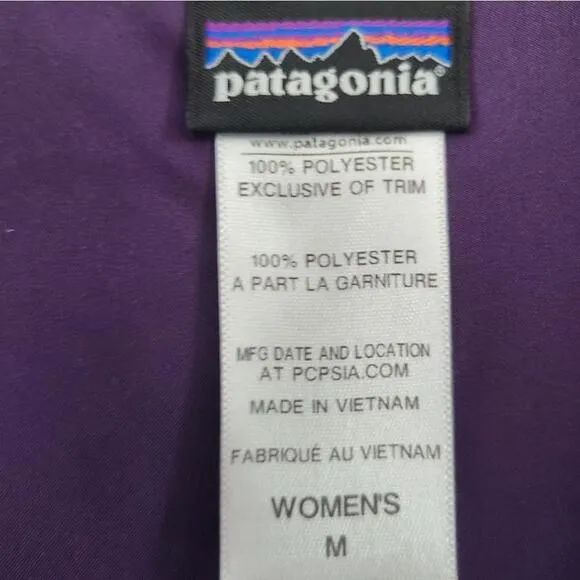 patagonia®
www.patagonia.com
100% POLYESTER
EXCLUSIVE OF TRIM
100% POLYESTER
A PART LA GARNITURE
MFG DATE AND LOCATION
AT PCPSIA.COM
MADE IN VIETNAM
FABRIQUÉ AU VIETNAM
WOMEN'S
M